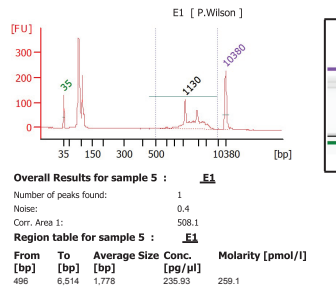 E1 [ P.Wilson ]
[FU]
300
200
100
0
35
1130
10380
35 150 300 500 10380 [bp]
Overall Results for sample 5 : E1
Number of peaks found: 1
Noise: 0.4
Corr. Area 1: 508.1
Region table for sample 5 : E1
From To Average Size Conc. Molarity [pmol/l]
[bp] [bp] [bp] [pg/µl]
496 6,514 1,778 235.93 259.1